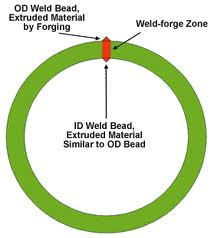 OD Weld Bead,
Extruded Material
by Forging
Weld-forge Zone
ID Weld Bead,
Extruded Material
Similar to OD Bead